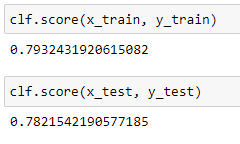 clf.score(x_train, y_train)
0.7932431920615082
clf.score(x_test, y_test)
0.7821542190577185